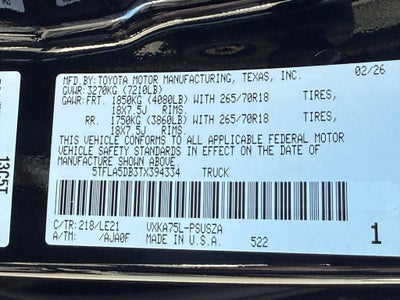 MFD.BY:TOYOTA MOTOR MANUFACTURING, TEXAS, INC. 02/26
GVWR:3270KG (7210LB)
GAWR:FRT. 1850KG (4080LB) WITH 265/70R18 TIRES,
18X7.5J RIMS
RR. 1750KG (3860LB) WITH 265/70R18 TIRES,
18X7.5J RIMS
THIS VEHICLE CONFORMS TO ALL APPLICABLE FEDERAL MOTOR
VEHICLE SAFETY STANDARDS IN EFFECT ON THE DATE OF
MANUFACTURE SHOWN ABOVE.
5TFLA5DB3TX394334 TRUCK
C/TR:218/LE21 VXKA75L-PSUSZA
A/TM: /AJA0F MADE IN U.S.A. 522 1